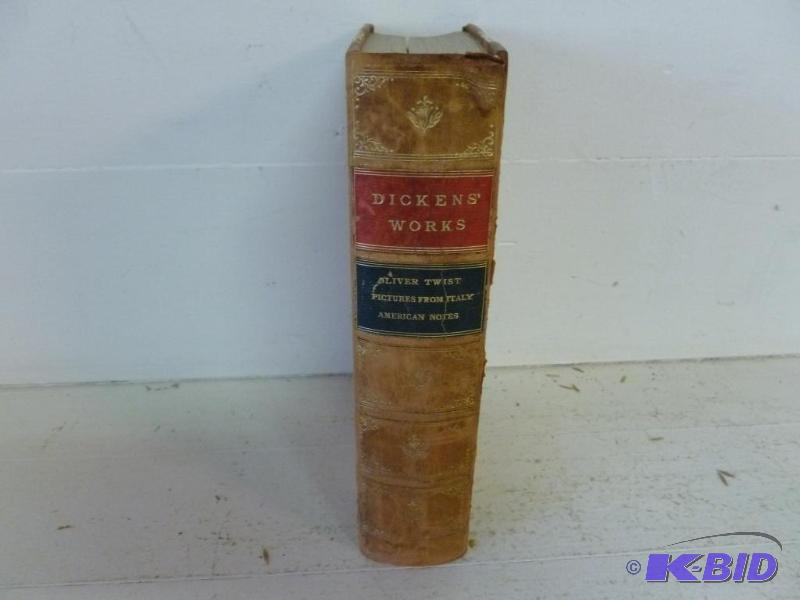 DICKENS'
WORKS
OLIVER TWIST
PICTURES FROM ITALY
AMERICAN NOTES
© K-BID